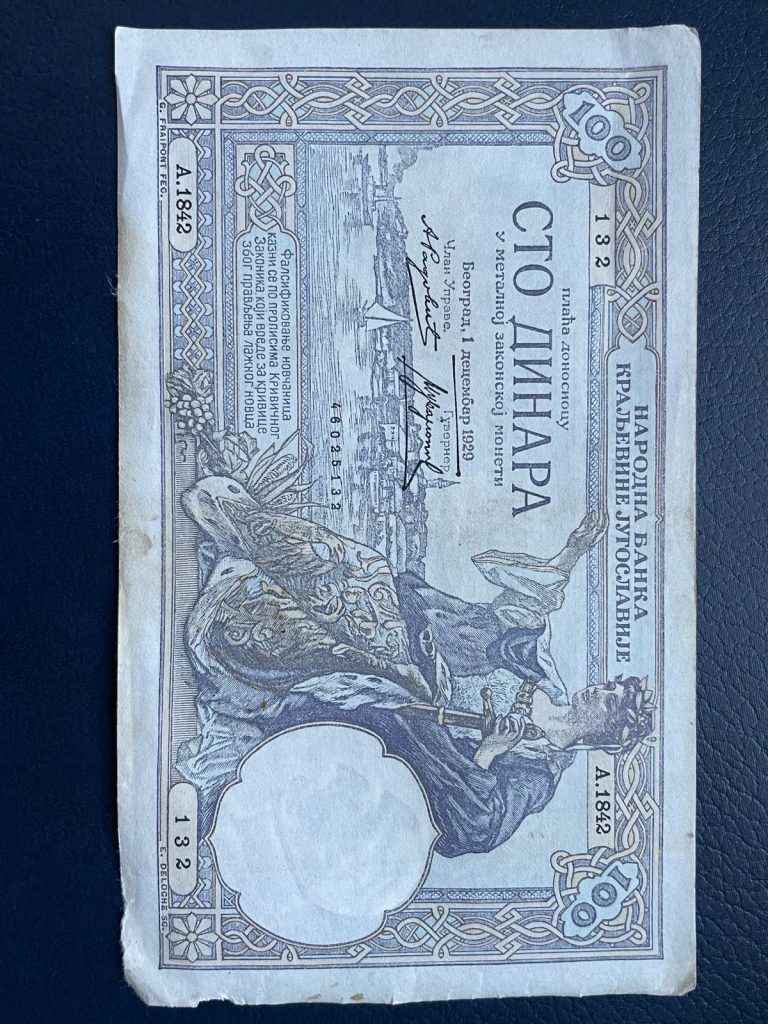 НАРОДНА БАНКА
КРАЉЕВИНЕ ЈУГОСЛАВИЈЕ
100
132
A.1842
100
плаћа доносиоцу
СТО ДИНАРА
у металној законској монети
Београд, 1 децембар 1929
Члан Управе,
Гувернер
46025132
Фалсификовање новчаница
казни се по прописима Кривичног
Законика који вреде за кривице
због прављења лажног новца
A.1842
132
G. FRAIPONT FEC.
E. DELOCHE SC.